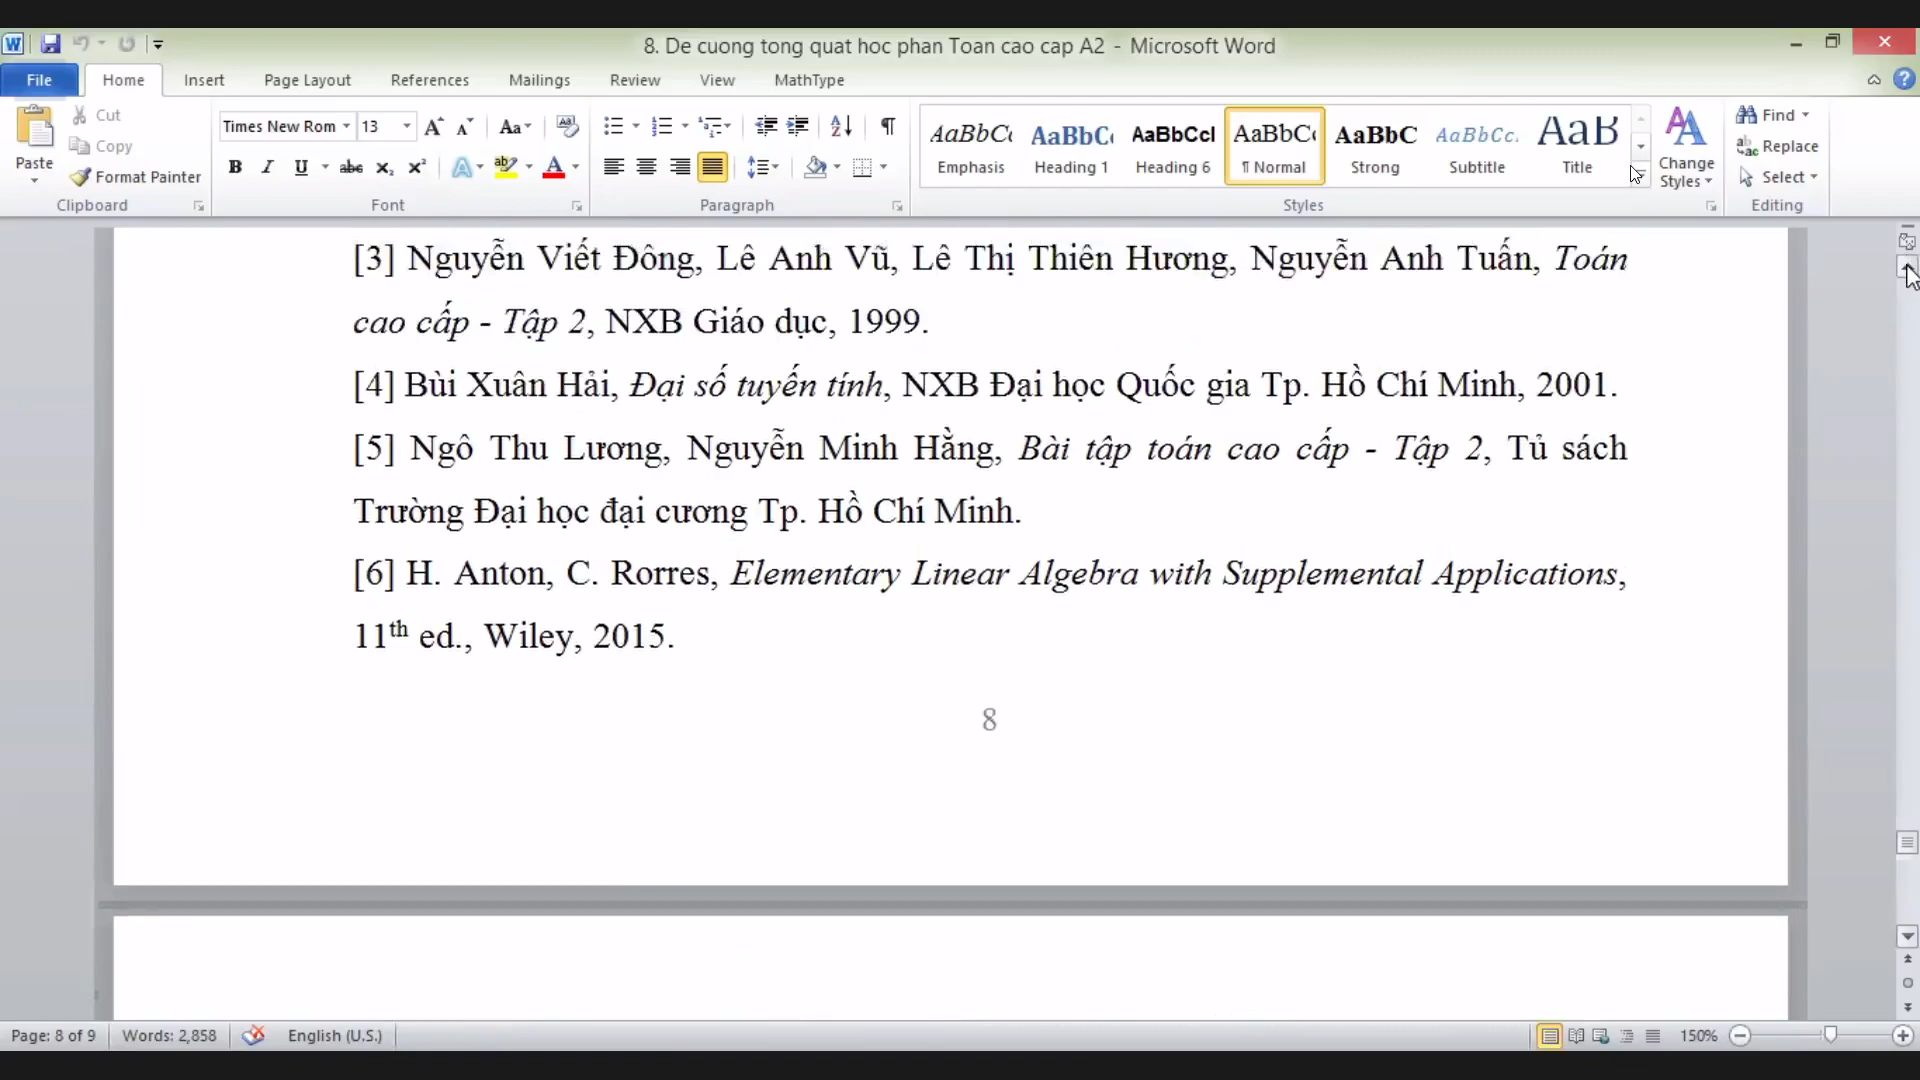 8. De cuong tong quat hoc phan Toan cao cap A2 - Microsoft Word
File Home Insert Page Layout References Mailings Review View MathType
Paste
Cut
Copy
Format Painter
Clipboard
Times New Rom 13
Font
Paragraph
AaBbCc AaBbC AaBbCcI AaBbC AaBbC AaBbCc. AaB
Emphasis Heading 1 Heading 6 ¶ Normal Strong Subtitle Title
Change Styles
Styles
Find
Replace
Select
Editing
[3] Nguyễn Viết Đông, Lê Anh Vũ, Lê Thị Thiên Hương, Nguyễn Anh Tuấn, Toán
cao cấp - Tập 2, NXB Giáo dục, 1999.
[4] Bùi Xuân Hải, Đại số tuyến tính, NXB Đại học Quốc gia Tp. Hồ Chí Minh, 2001.
[5] Ngô Thu Lương, Nguyễn Minh Hằng, Bài tập toán cao cấp - Tập 2, Tủ sách
Trường Đại học đại cương Tp. Hồ Chí Minh.
[6] H. Anton, C. Rorres, Elementary Linear Algebra with Supplemental Applications,
11th ed., Wiley, 2015.
8
Page: 8 of 9 Words: 2,858 English (U.S.) 150%